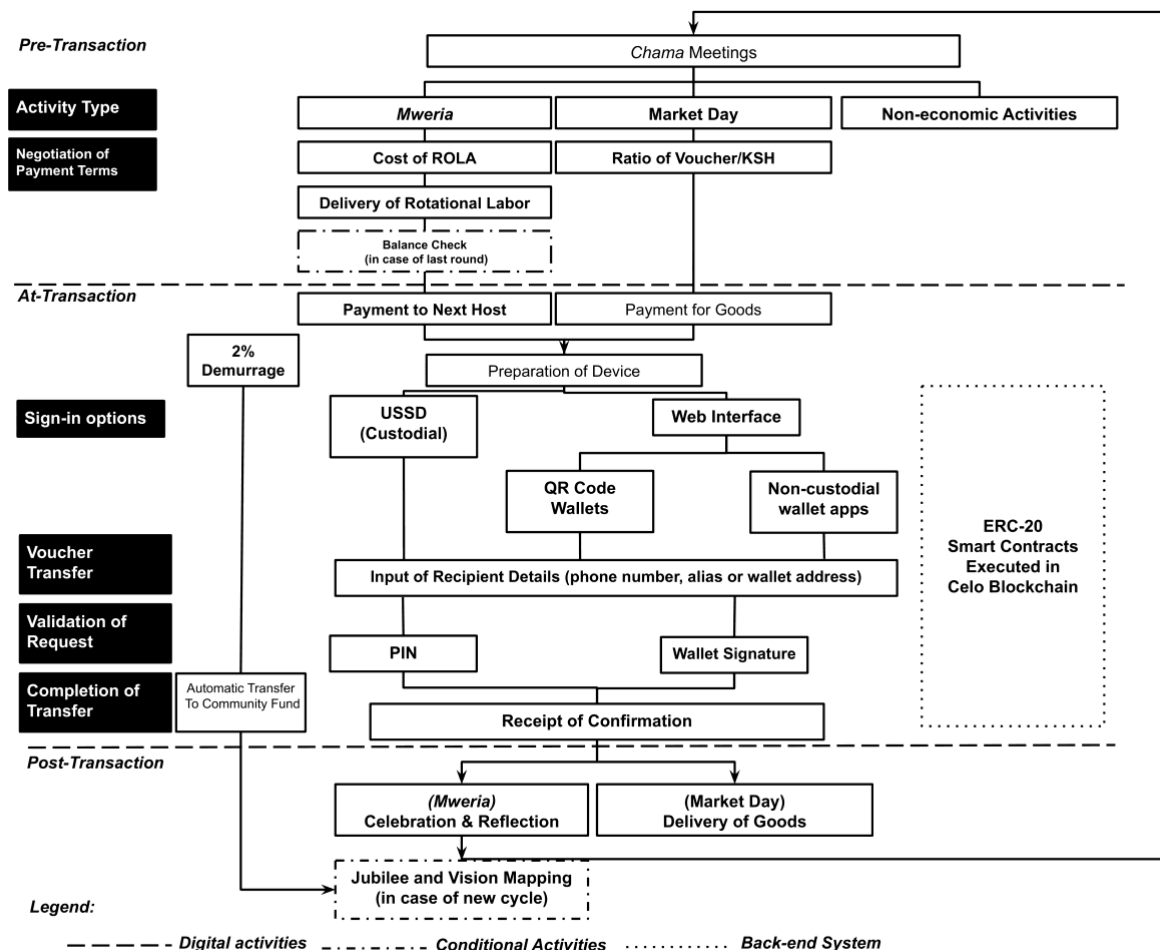 Pre-Transaction
Chama Meetings
Activity Type
Mweria
Market Day
Non-economic Activities
Negotiation of
Payment Terms
Cost of ROLA
Ratio of Voucher/KSH
Delivery of Rotational Labor
Balance Check
(in case of last round)
At-Transaction
Payment to Next Host
Payment for Goods
2%
Demurrage
Preparation of Device
Sign-in options
USSD
(Custodial)
Web Interface
QR Code
Wallets
Non-custodial
wallet apps
ERC-20
Smart Contracts
Executed in
Celo Blockchain
Voucher
Transfer
Input of Recipient Details (phone number, alias or wallet address)
Validation of
Request
PIN
Wallet Signature
Completion of
Transfer
Automatic Transfer
To Community Fund
Receipt of Confirmation
Post-Transaction
(Mweria)
Celebration & Reflection
(Market Day)
Delivery of Goods
Jubilee and Vision Mapping
(in case of new cycle)
Legend:
Digital activities
Conditional Activities
Back-end System